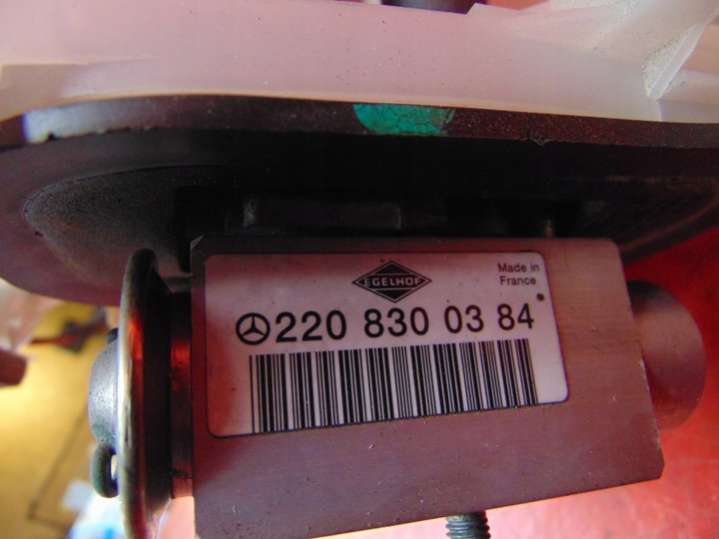 EGELHOF
Made in
France
220 830 03 84